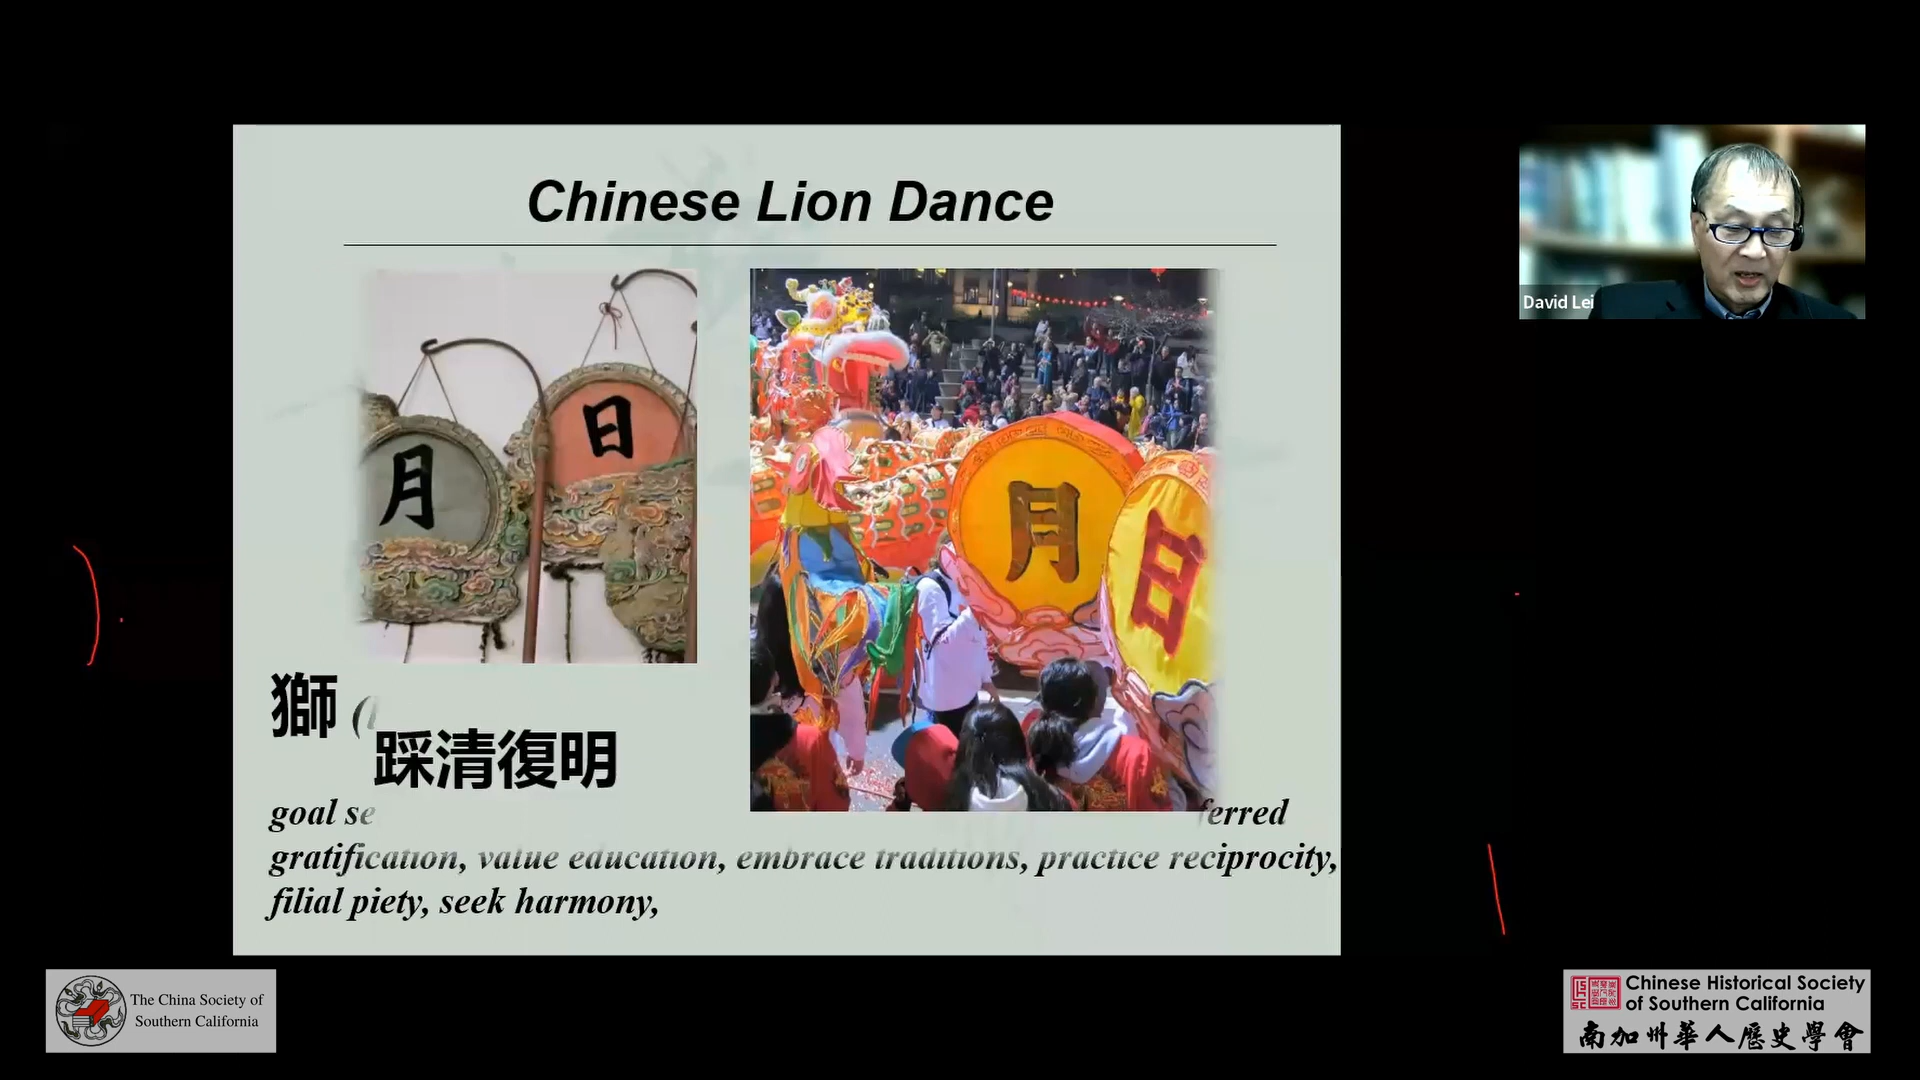 Chinese Lion Dance
月
日
月
日
獅 (
踩清復明
goal se
ferred
gratification, value education, embrace traditions, practice reciprocity,
filial piety, seek harmony,
David Lei
The China Society of
Southern California
Chinese Historical Society
of Southern California
南加州華人歷史學會